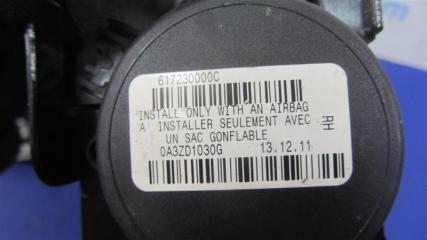 617230000C
INSTALL ONLY WITH AN AIRBAG
A INSTALLER SEULEMENT AVEC
UN SAC GONFLABLE
RH
0A3ZD1030G 13.12.11